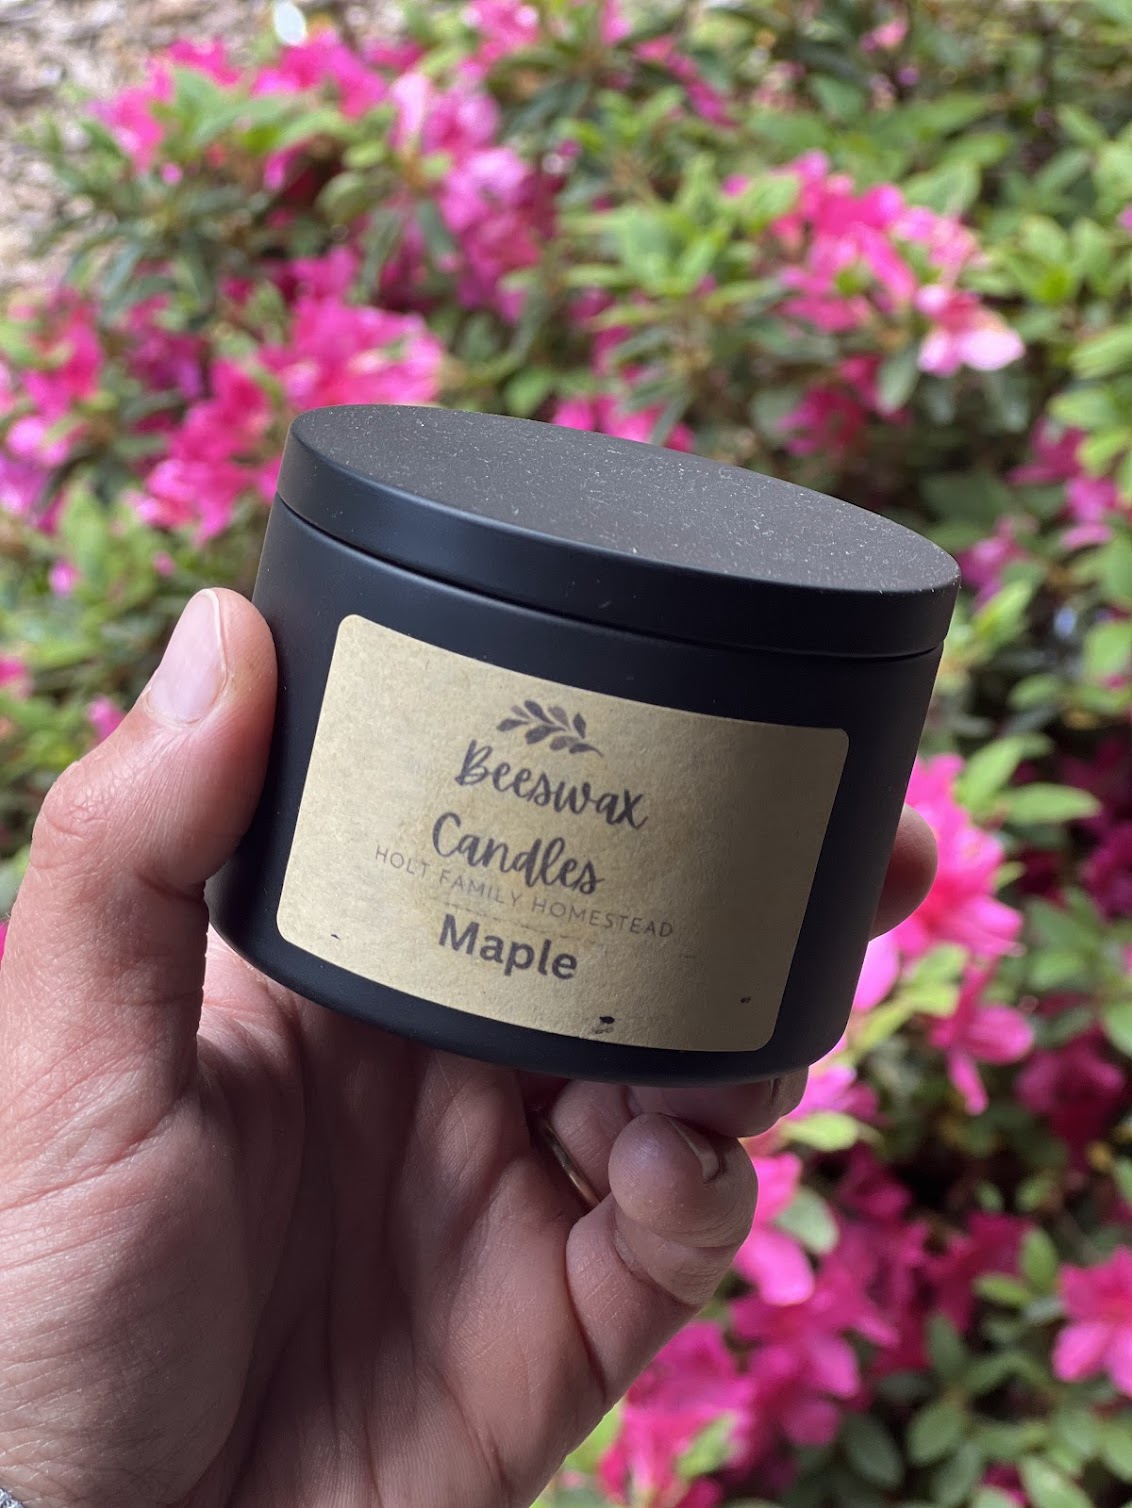 Beeswax
Candles
HOLT FAMILY HOMESTEAD
Maple